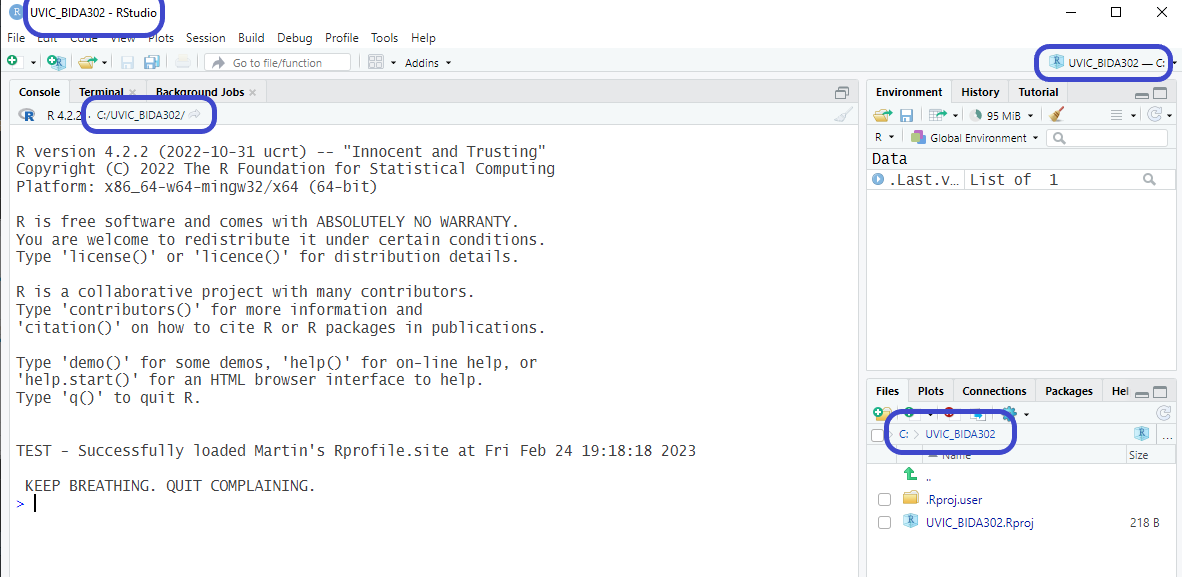 UVIC_BIDA302 - RStudio
File Edit Code View Plots Session Build Debug Profile Tools Help
Go to file/function
Addins
UVIC_BIDA302 — C:
Console Terminal Background Jobs
R 4.2.2 . C:/UVIC_BIDA302/
R version 4.2.2 (2022-10-31 ucrt) -- "Innocent and Trusting"
Copyright (C) 2022 The R Foundation for Statistical Computing
Platform: x86_64-w64-mingw32/x64 (64-bit)
R is free software and comes with ABSOLUTELY NO WARRANTY.
You are welcome to redistribute it under certain conditions.
Type 'license()' or 'licence()' for distribution details.
R is a collaborative project with many contributors.
Type 'contributors()' for more information and
'citation()' on how to cite R or R packages in publications.
Type 'demo()' for some demos, 'help()' for on-line help, or
'help.start()' for an HTML browser interface to help.
Type 'q()' to quit R.
TEST - Successfully loaded Martin's Rprofile.site at Fri Feb 24 19:18:18 2023
KEEP BREATHING. QUIT COMPLAINING.
>
Environment History Tutorial
95 MiB
R Global Environment
Data
.Last.v… List of 1
Files Plots Connections Packages Hel
C: UVIC_BIDA302
...
Name Size
..
.Rproj.user
UVIC_BIDA302.Rproj 218 B